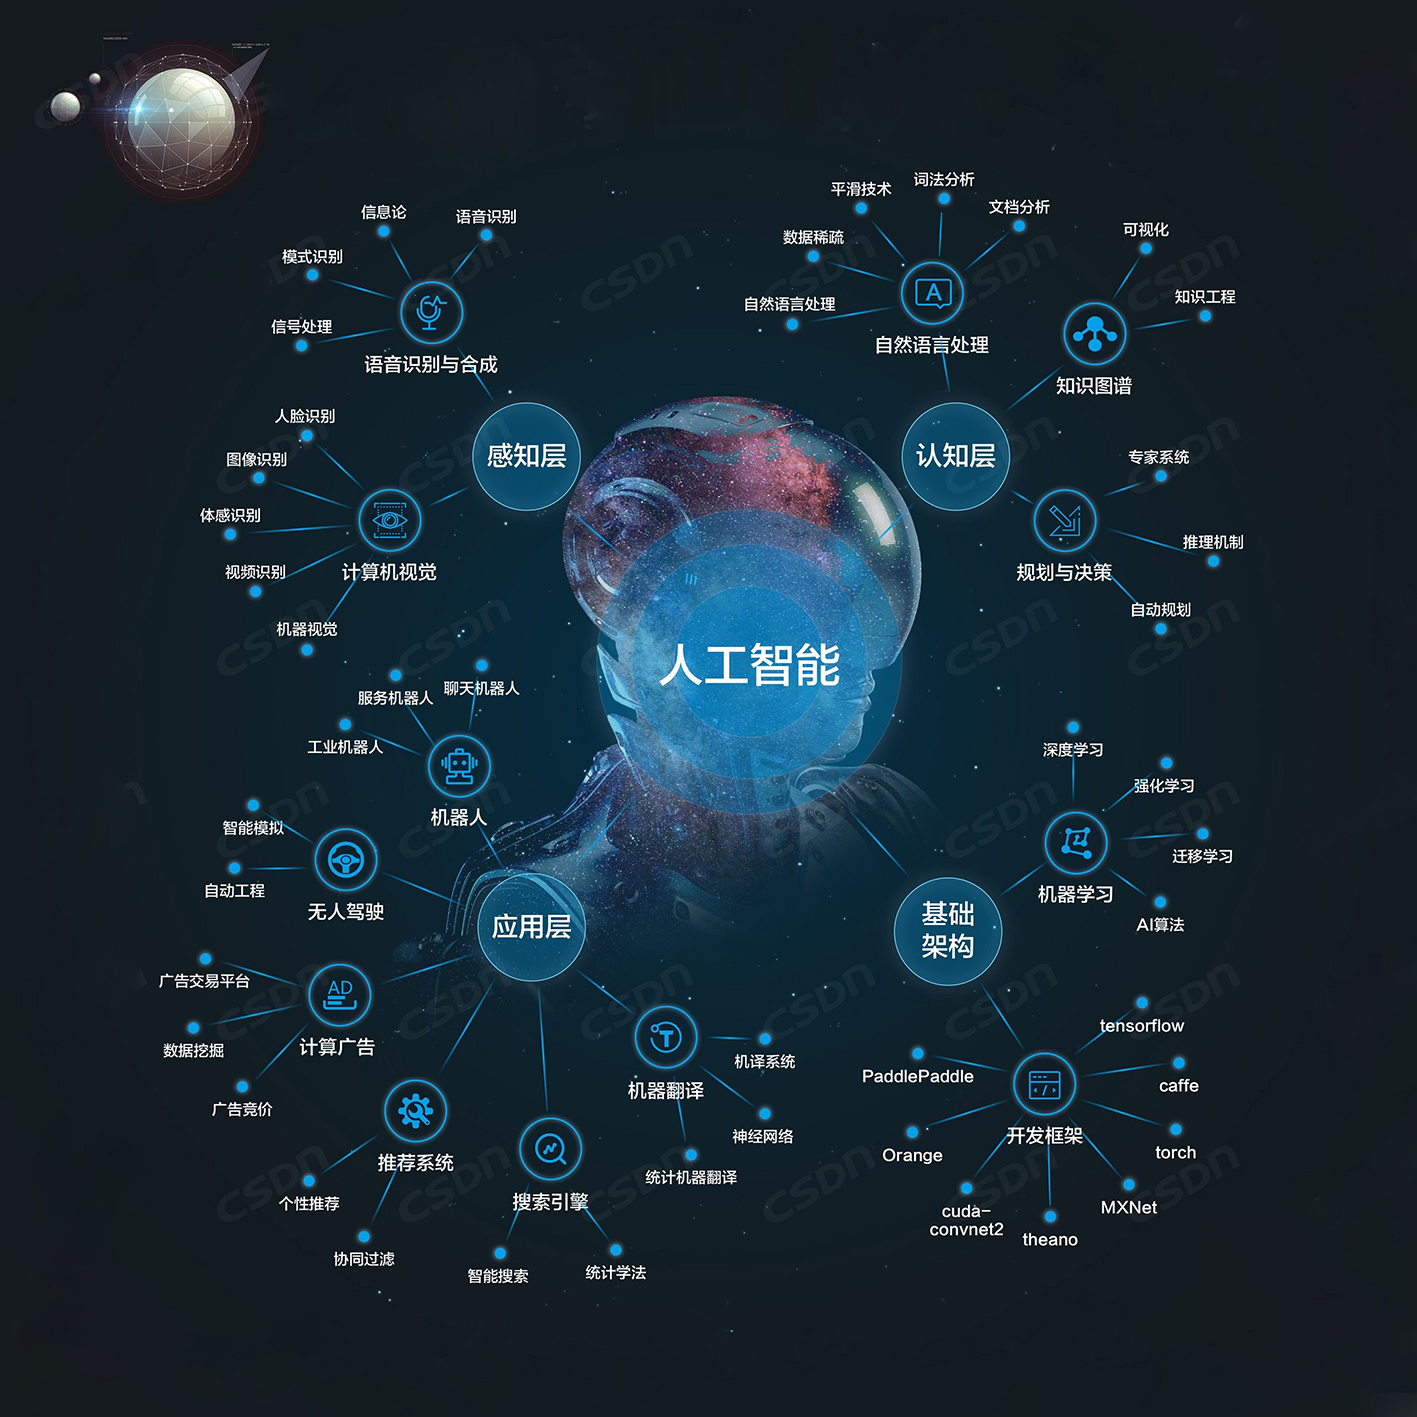 信息论
语音识别
模式识别
信号处理
语音识别与合成
平滑技术
词法分析
文档分析
数据稀疏
自然语言处理
A
自然语言处理
可视化
知识工程
知识图谱
人脸识别
图像识别
体感识别
视频识别
机器视觉
计算机视觉
感知层
认知层
专家系统
推理机制
自动规划
规划与决策
人工智能
服务机器人
聊天机器人
工业机器人
机器人
智能模拟
自动工程
无人驾驶
应用层
深度学习
强化学习
迁移学习
AI算法
机器学习
基础
架构
广告交易平台
数据挖掘
广告竞价
AD
计算广告
个性推荐
协同过滤
推荐系统
搜索引擎
智能搜索
统计学法
T
机器翻译
机译系统
神经网络
统计机器翻译
tensorflow
PaddlePaddle
caffe
开发框架
Orange
torch
cuda-
convnet2
MXNet
theano
CSDN